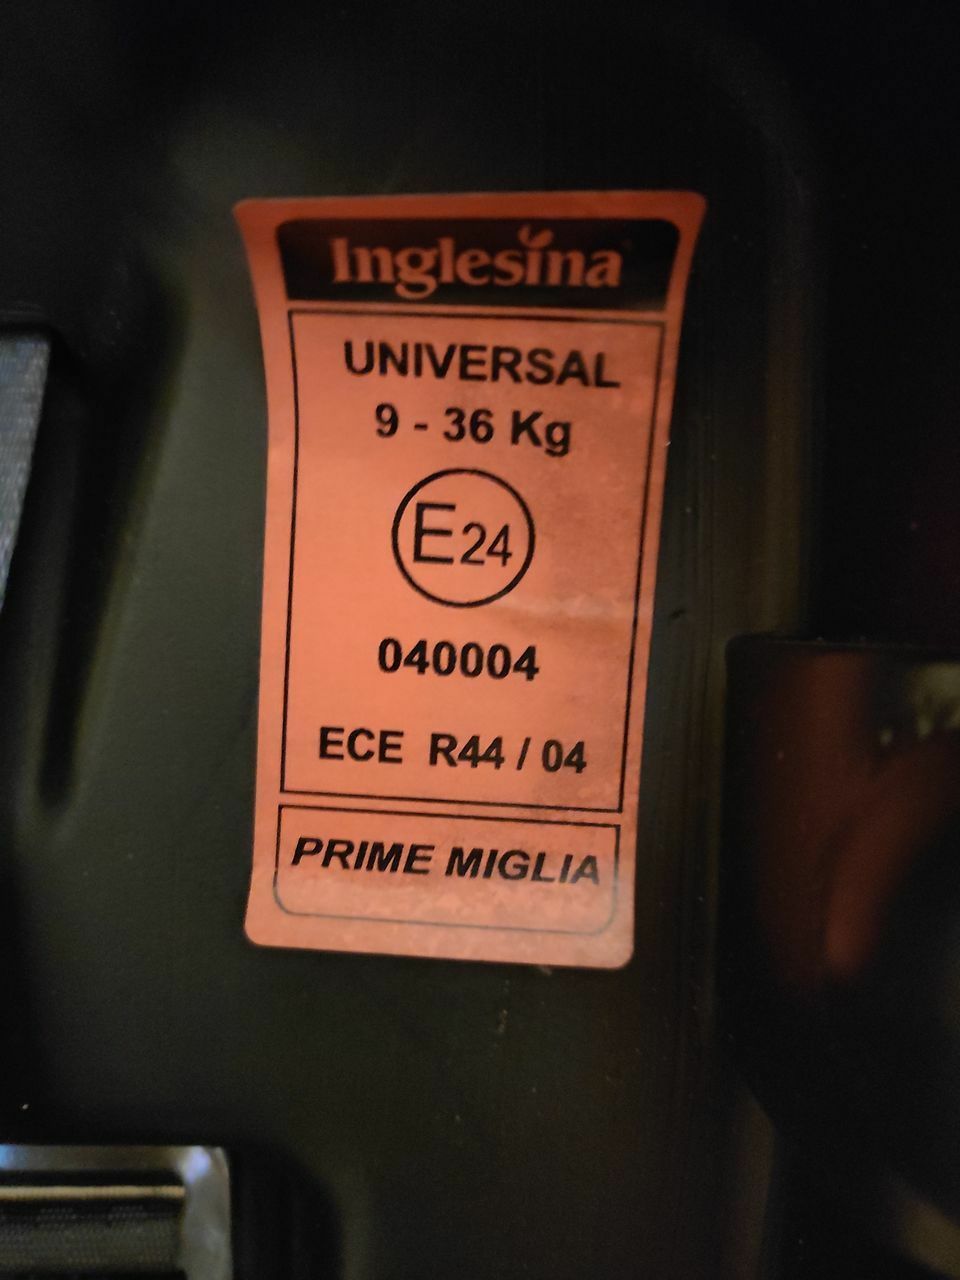 Inglesina
UNIVERSAL
9 - 36 Kg
E24
040004
ECE R44 / 04
PRIME MIGLIA